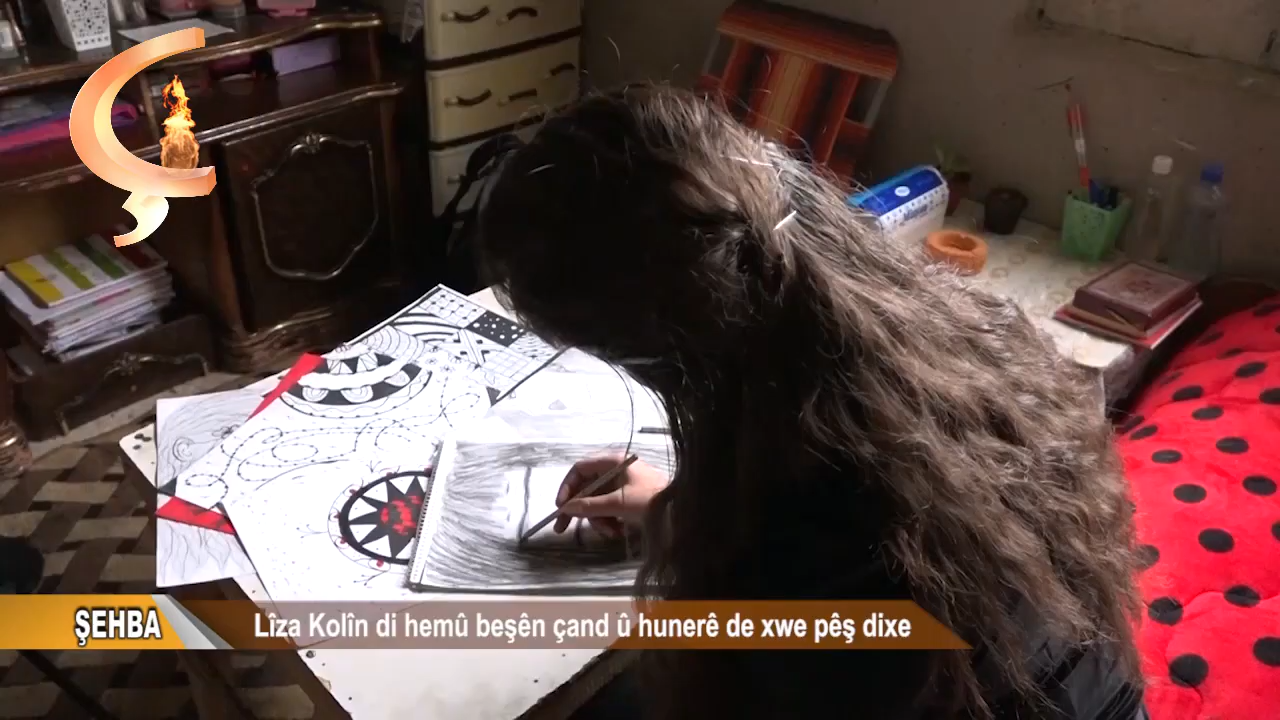 ŞEHBA
Lîza Kolîn di hemû beşên çand û hunerê de xwe pêş dixe